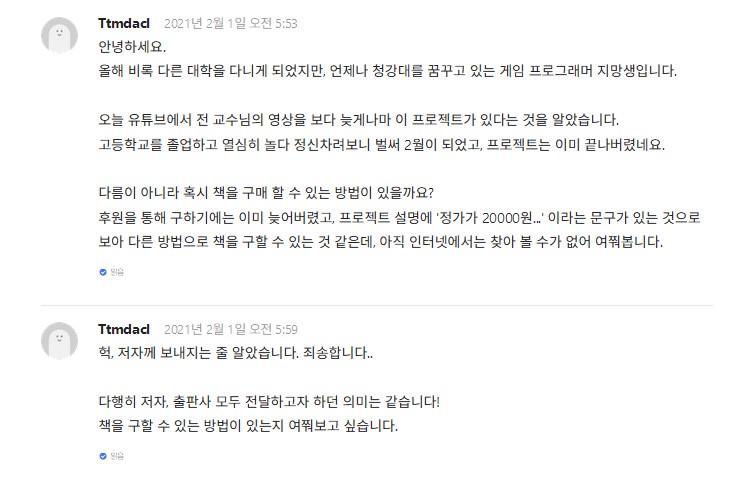 Ttmdacl 2021년 2월 1일 오전 5:53
안녕하세요.
올해 비록 다른 대학을 다니게 되었지만, 언제나 청강대를 꿈꾸고 있는 게임 프로그래머 지망생입니다.
오늘 유튜브에서 전 교수님의 영상을 보다 늦게나마 이 프로젝트가 있다는 것을 알았습니다.
고등학교를 졸업하고 열심히 놀다 정신차려보니 벌써 2월이 되었고, 프로젝트는 이미 끝나버렸네요.
다름이 아니라 혹시 책을 구매 할 수 있는 방법이 있을까요?
후원을 통해 구하기에는 이미 늦어버렸고, 프로젝트 설명에 '정가가 20000원...' 이라는 문구가 있는 것으로
보아 다른 방법으로 책을 구할 수 있는 것 같은데, 아직 인터넷에서는 찾아 볼 수가 없어 여쭤봅니다.
읽음
Ttmdacl 2021년 2월 1일 오전 5:59
헉, 저자께 보내지는 줄 알았습니다. 죄송합니다..
다행히 저자, 출판사 모두 전달하고자 하던 의미는 같습니다!
책을 구할 수 있는 방법이 있는지 여쭤보고 싶습니다.
읽음